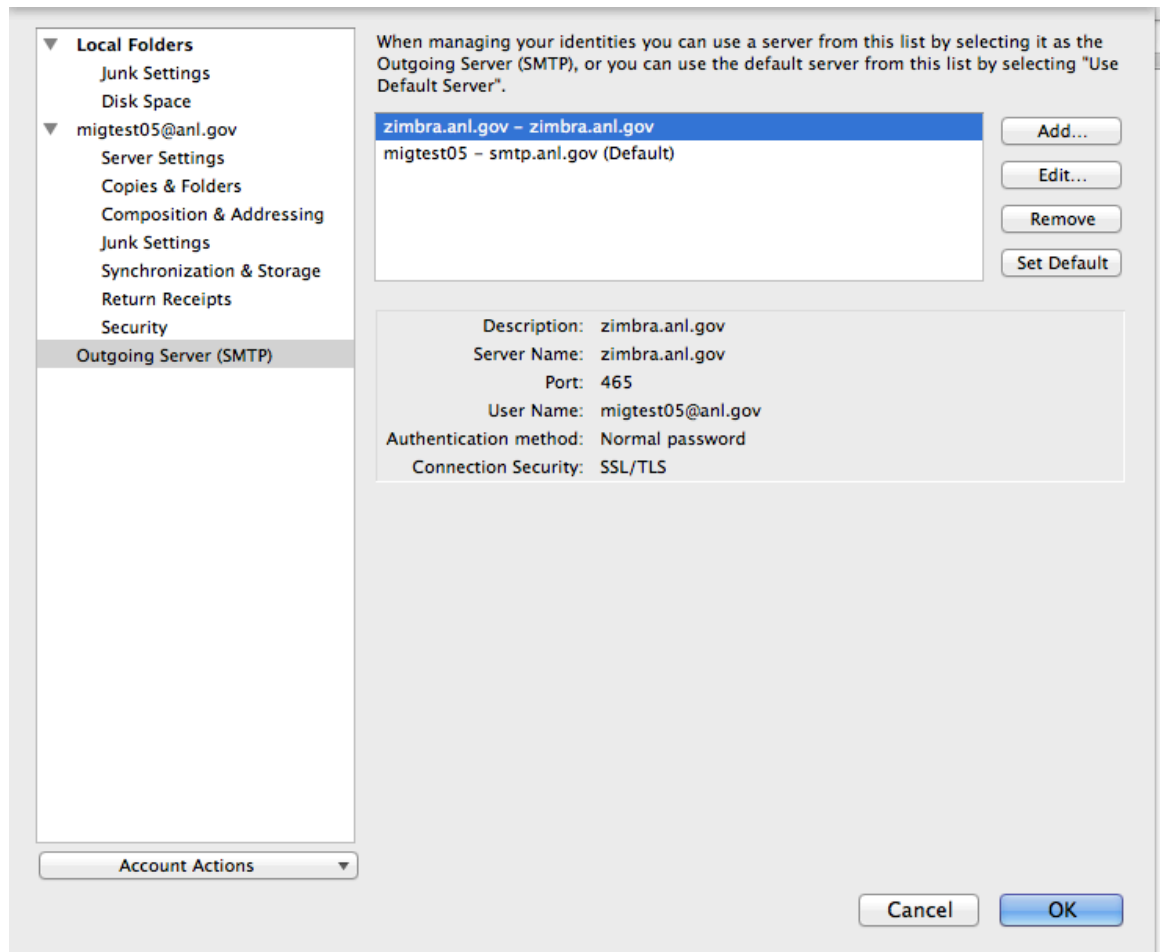 Local Folders
Junk Settings
Disk Space
migtest05@anl.gov
Server Settings
Copies & Folders
Composition & Addressing
Junk Settings
Synchronization & Storage
Return Receipts
Security
Outgoing Server (SMTP)
Account Actions
When managing your identities you can use a server from this list by selecting it as the
Outgoing Server (SMTP), or you can use the default server from this list by selecting "Use
Default Server".
zimbra.anl.gov – zimbra.anl.gov
migtest05 – smtp.anl.gov (Default)
Add...
Edit...
Remove
Set Default
Description: zimbra.anl.gov
Server Name: zimbra.anl.gov
Port: 465
User Name: migtest05@anl.gov
Authentication method: Normal password
Connection Security: SSL/TLS
Cancel
OK